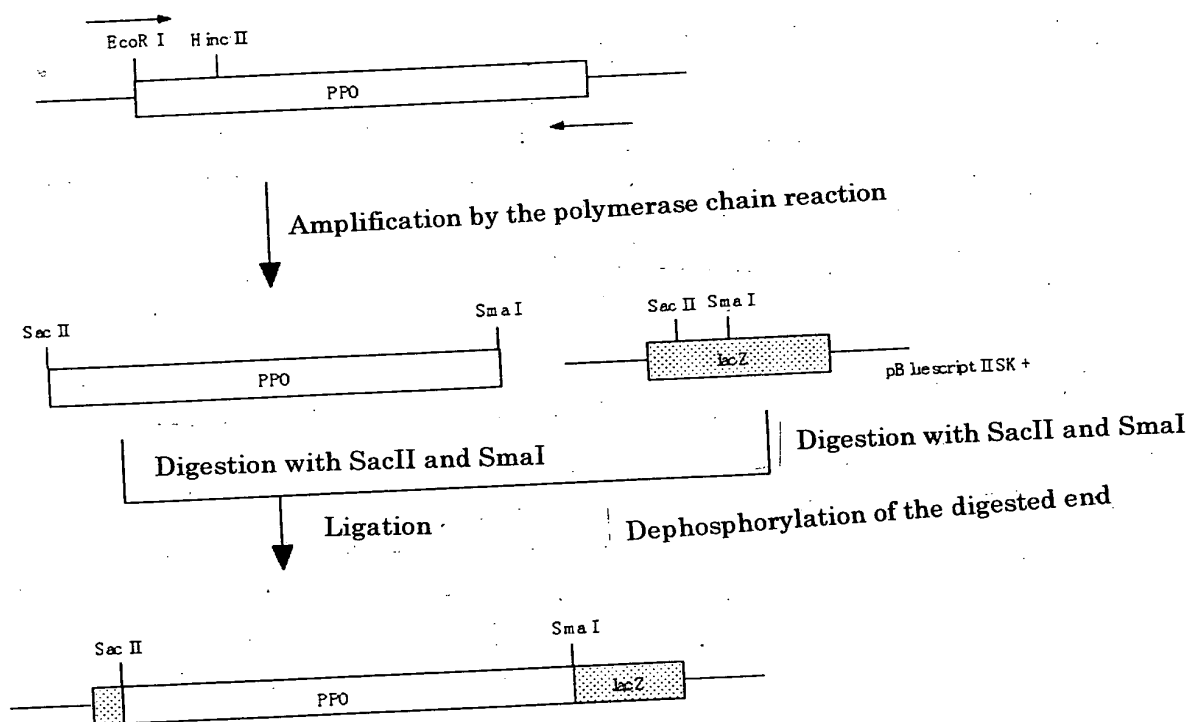 EcoR I Hinc II
PPO
Amplification by the polymerase chain reaction
Sac II
Sma I
PPO
Sac II Sma I
lacZ
pBluescript II SK +
Digestion with SacII and SmaI
Digestion with SacII and SmaI
Ligation
Dephosphorylation of the digested end
Sac II
Sma I
PPO
lacZ